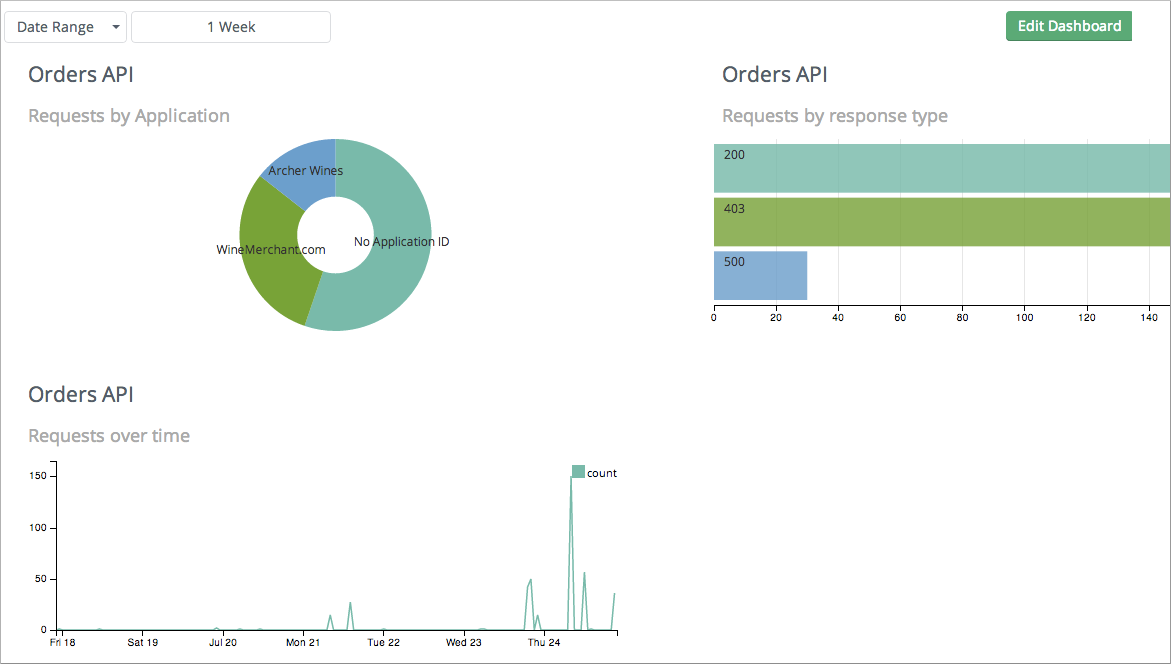 Date Range
1 Week
Edit Dashboard
Orders API
Requests by Application
Archer Wines
No Application ID
WineMerchant.com
Orders API
Requests by response type
200
403
500
0 20 40 60 80 100 120 140
Orders API
Requests over time
count
150
100
50
0
Fri 18 Sat 19 Jul 20 Mon 21 Tue 22 Wed 23 Thu 24